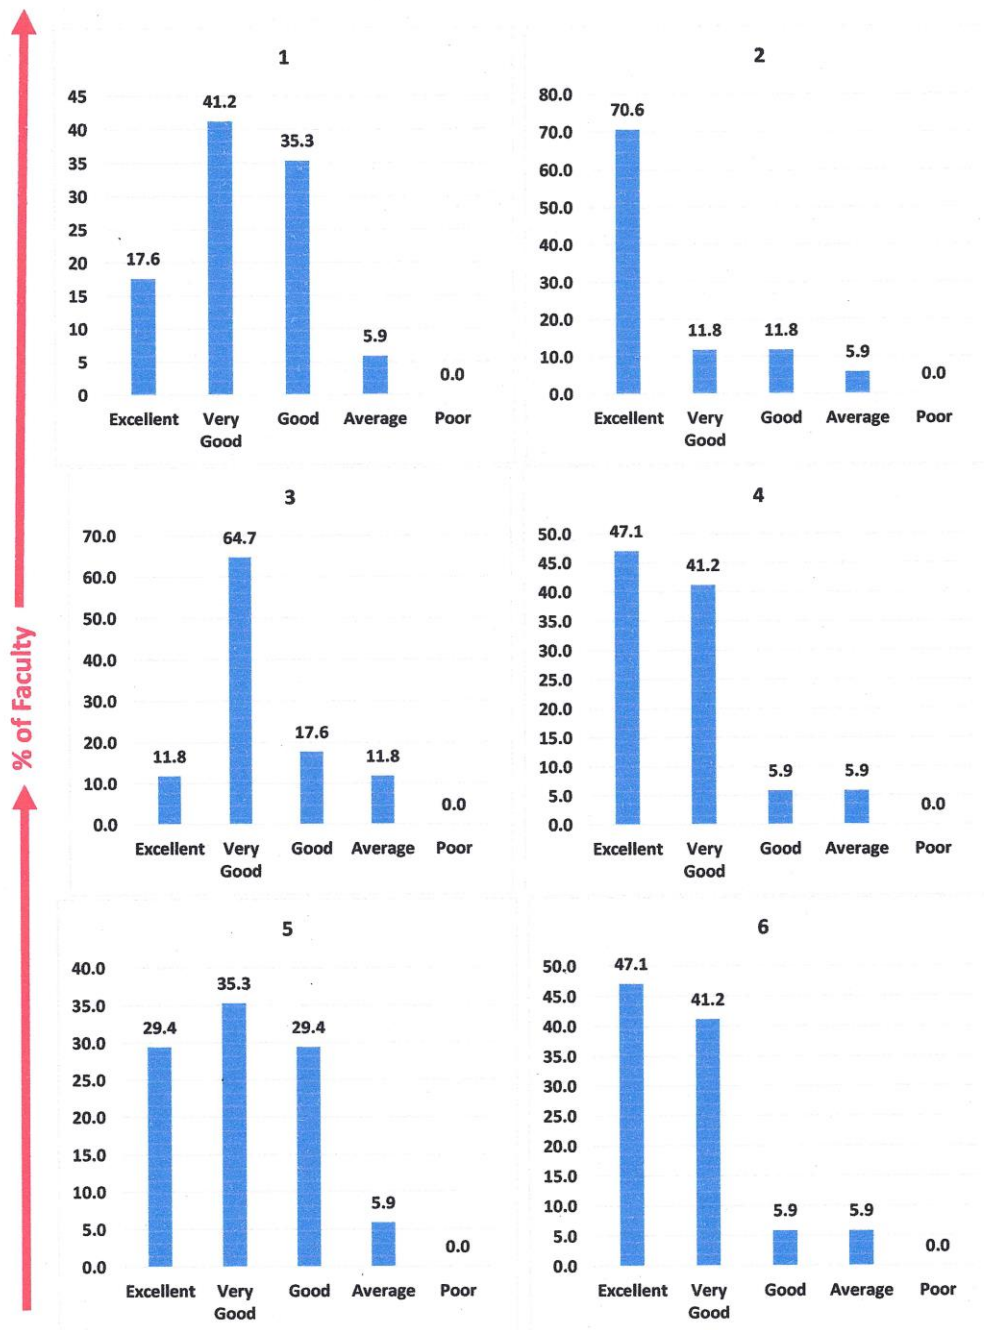 % of Faculty
1
45
40
35
30
25
20
15
10
5
0
17.6
41.2
35.3
5.9
0.0
Excellent
Very
Good
Good
Average
Poor
2
80.0
70.0
60.0
50.0
40.0
30.0
20.0
10.0
0.0
70.6
11.8
11.8
5.9
0.0
Excellent
Very
Good
Good
Average
Poor
3
70.0
60.0
50.0
40.0
30.0
20.0
10.0
0.0
11.8
64.7
17.6
11.8
0.0
Excellent
Very
Good
Good
Average
Poor
4
50.0
45.0
40.0
35.0
30.0
25.0
20.0
15.0
10.0
5.0
0.0
47.1
41.2
5.9
5.9
0.0
Excellent
Very
Good
Good
Average
Poor
5
40.0
35.0
30.0
25.0
20.0
15.0
10.0
5.0
0.0
29.4
35.3
29.4
5.9
0.0
Excellent
Very
Good
Good
Average
Poor
6
50.0
45.0
40.0
35.0
30.0
25.0
20.0
15.0
10.0
5.0
0.0
47.1
41.2
5.9
5.9
0.0
Excellent
Very
Good
Good
Average
Poor